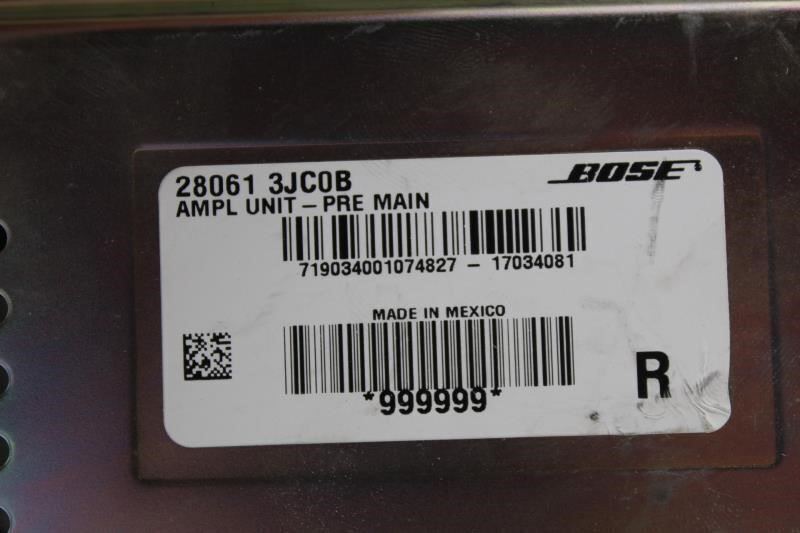 28061 3JC0B
BOSE
AMPL UNIT – PRE MAIN
719034001074827 – 17034081
MADE IN MEXICO
*999999*
R